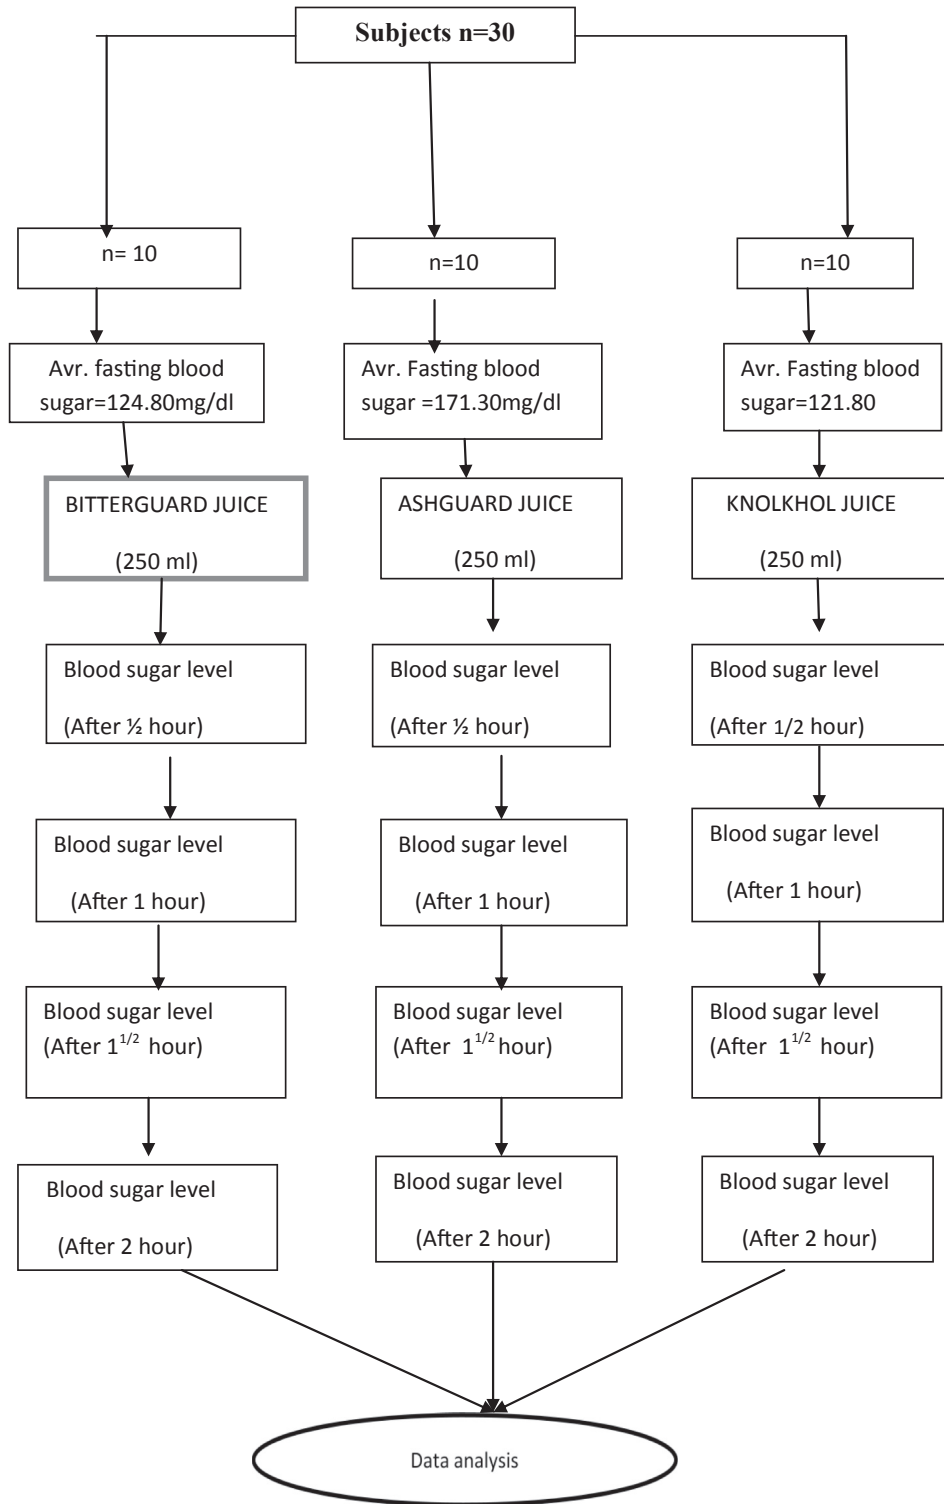 Subjects n=30
n= 10
n=10
n=10
Avr. fasting blood
sugar=124.80mg/dl
Avr. Fasting blood
sugar =171.30mg/dl
Avr. Fasting blood
sugar=121.80
BITTERGUARD JUICE
(250 ml)
ASHGUARD JUICE
(250 ml)
KNOLKHOL JUICE
(250 ml)
Blood sugar level
(After ½ hour)
Blood sugar level
(After ½ hour)
Blood sugar level
(After 1/2 hour)
Blood sugar level
(After 1 hour)
Blood sugar level
(After 1 hour)
Blood sugar level
(After 1 hour)
Blood sugar level
(After 1^1/2 hour)
Blood sugar level
(After 1^1/2 hour)
Blood sugar level
(After 1^1/2 hour)
Blood sugar level
(After 2 hour)
Blood sugar level
(After 2 hour)
Blood sugar level
(After 2 hour)
Data analysis